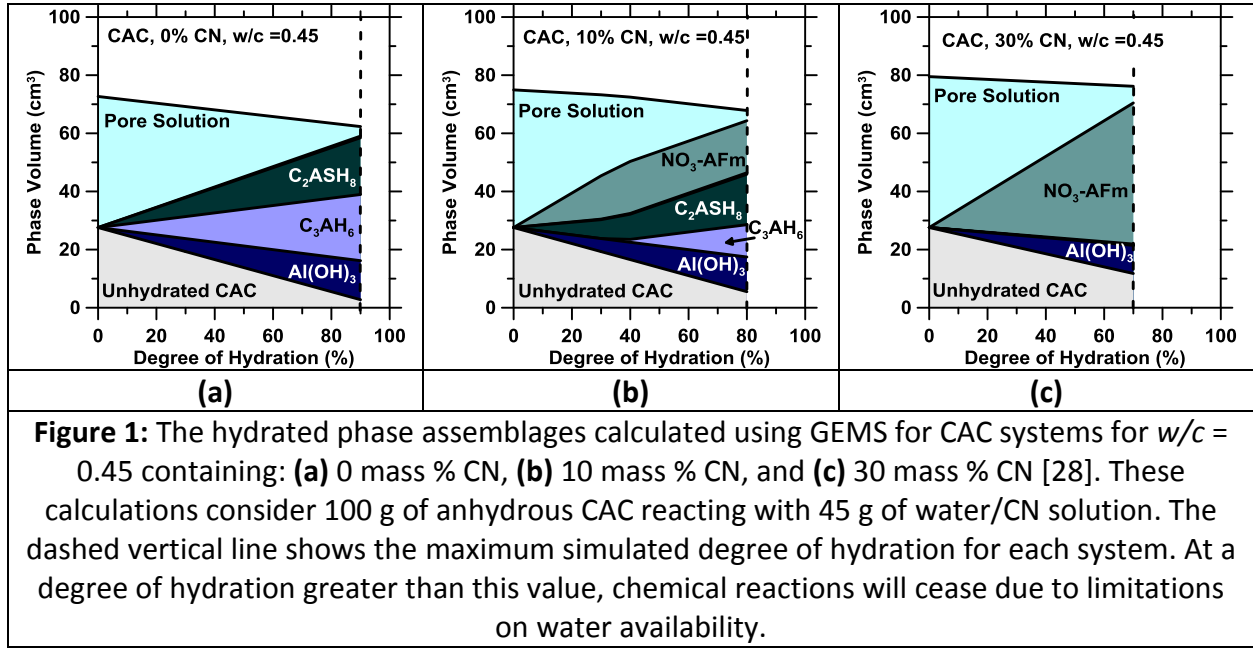 CAC, 0% CN, w/c =0.45
100
80
60
40
20
0
Phase Volume (cm³)
Pore Solution
C₂ASH₈
C₃AH₆
Al(OH)₃
Unhydrated CAC
0 20 40 60 80 100
Degree of Hydration (%)
CAC, 10% CN, w/c =0.45
100
80
60
40
20
0
Phase Volume (cm³)
Pore Solution
NO₃-AFm
C₂ASH₈
C₃AH₆
Al(OH)₃
Unhydrated CAC
0 20 40 60 80 100
Degree of Hydration (%)
CAC, 30% CN, w/c =0.45
100
80
60
40
20
0
Phase Volume (cm³)
Pore Solution
NO₃-AFm
Al(OH)₃
Unhydrated CAC
0 20 40 60 80 100
Degree of Hydration (%)
(a) (b) (c)
Figure 1: The hydrated phase assemblages calculated using GEMS for CAC systems for w/c =
0.45 containing: (a) 0 mass % CN, (b) 10 mass % CN, and (c) 30 mass % CN [28]. These
calculations consider 100 g of anhydrous CAC reacting with 45 g of water/CN solution. The
dashed vertical line shows the maximum simulated degree of hydration for each system. At a
degree of hydration greater than this value, chemical reactions will cease due to limitations
on water availability.